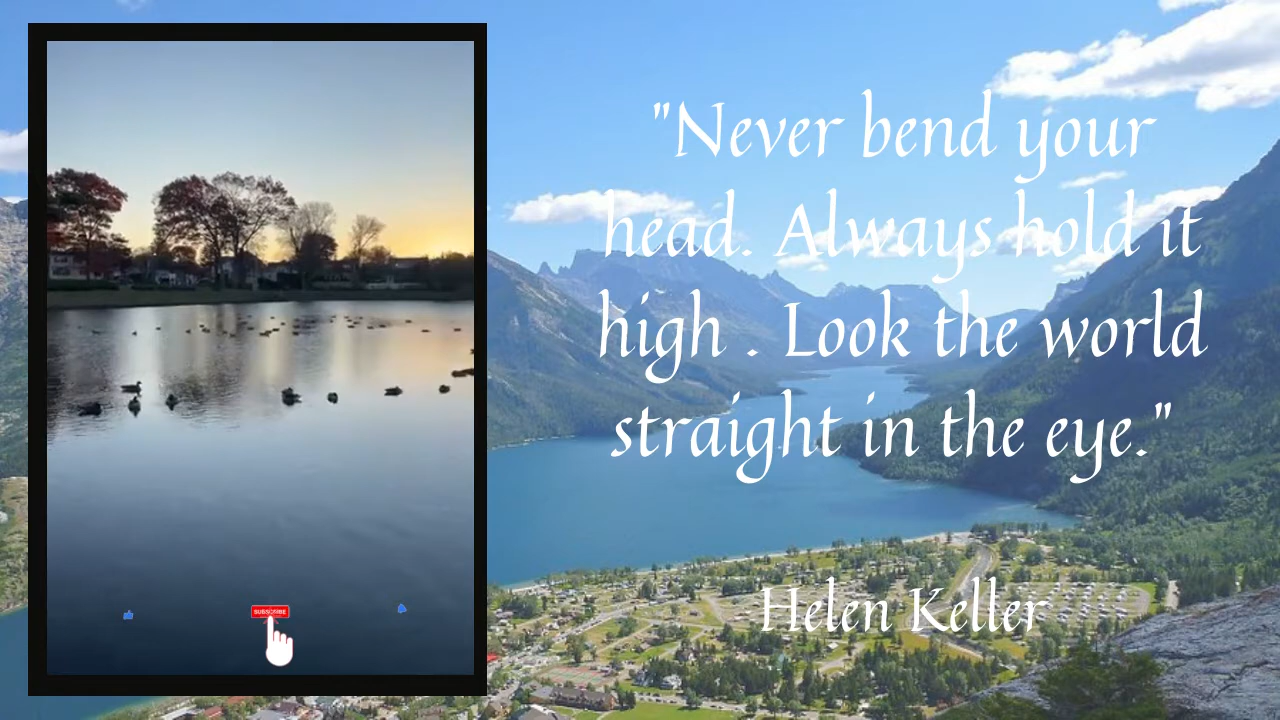 "Never bend your
head. Always hold it
high . Look the world
straight in the eye."
Helen Keller
SUBSCRIBE